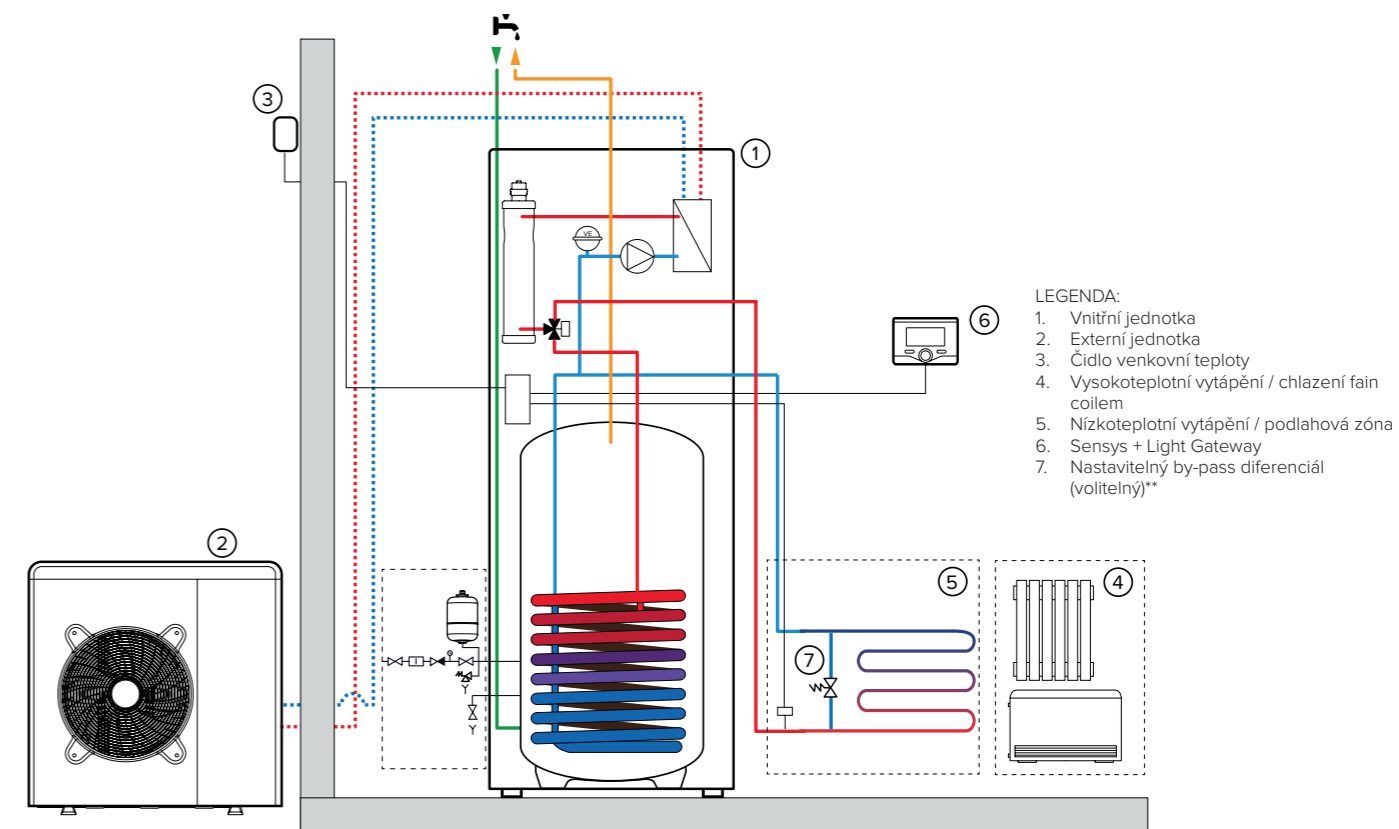 3
1
VE
6
LEGENDA:
1. Vnitřní jednotka
2. Externí jednotka
3. Čidlo venkovní teploty
4. Vysokoteplotní vytápění / chlazení fain
coilem
5. Nízkoteplotní vytápění / podlahová zóna
6. Sensys + Light Gateway
7. Nastavitelný by-pass diferenciál
(volitelný)**
2
5
4
7